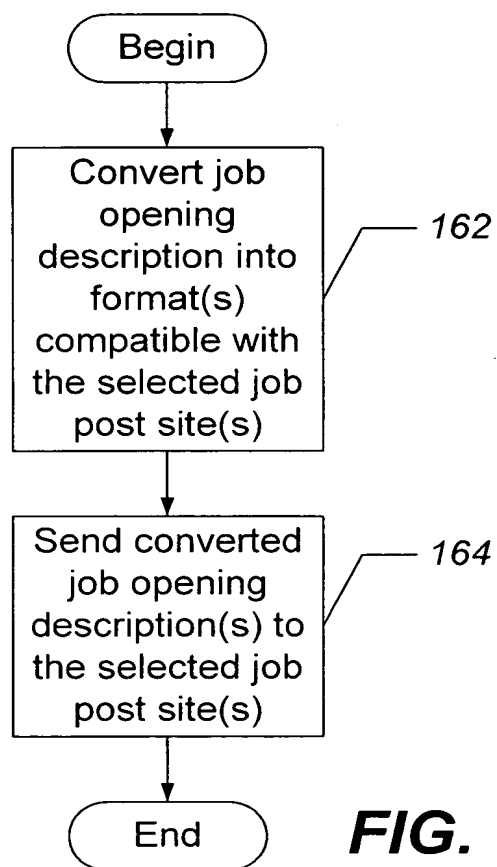 Begin
Convert job
opening
description into
format(s)
compatible with
the selected job
post site(s)
162
Send converted
job opening
description(s) to
the selected job
post site(s)
164
End
FIG.